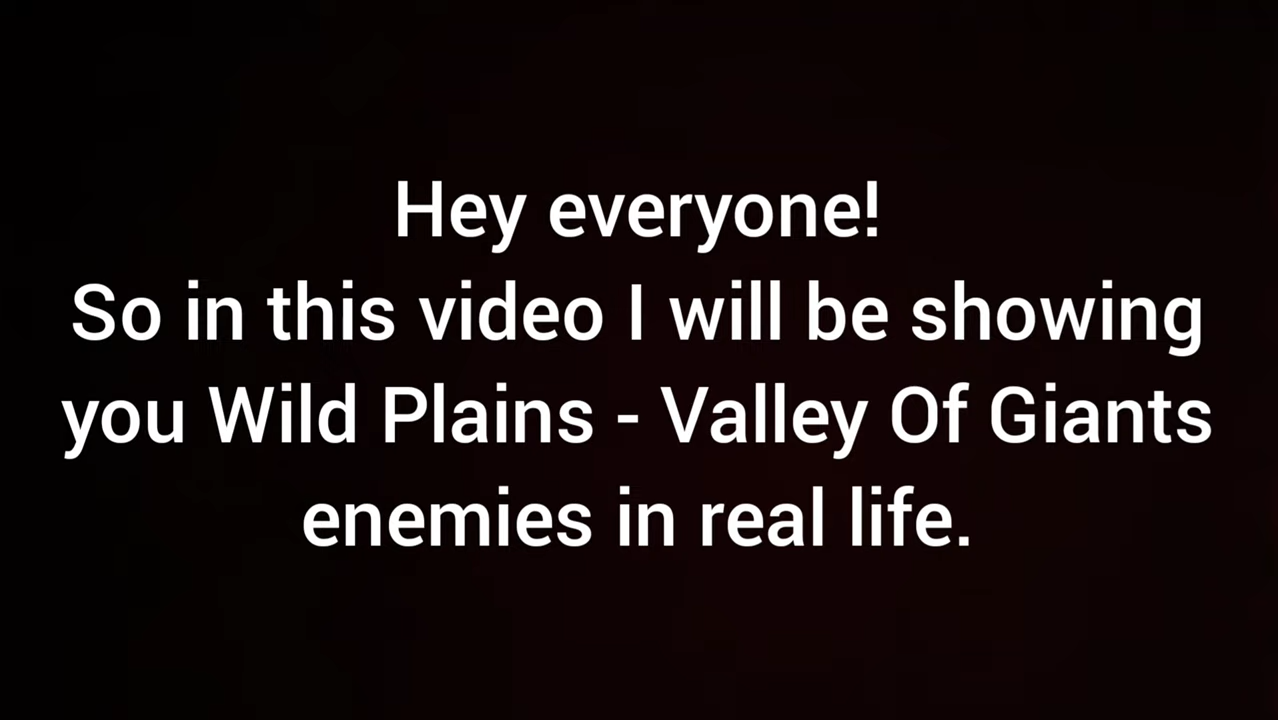 Hey everyone!
So in this video I will be showing
you Wild Plains - Valley Of Giants
enemies in real life.